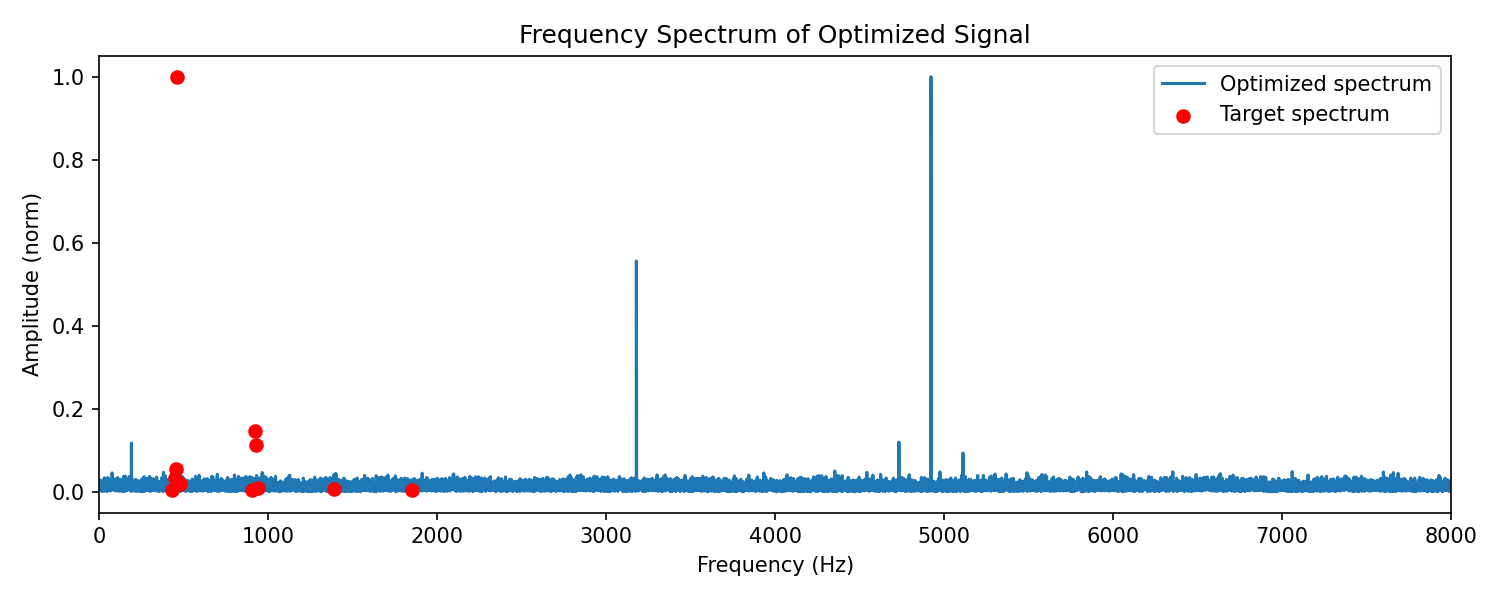 Frequency Spectrum of Optimized Signal
Optimized spectrum
Target spectrum
Amplitude (norm)
1.0
0.8
0.6
0.4
0.2
0.0
0 1000 2000 3000 4000 5000 6000 7000 8000
Frequency (Hz)